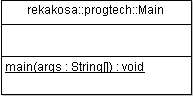 rekakosa::progtech::Main
main(args : String[]) : void